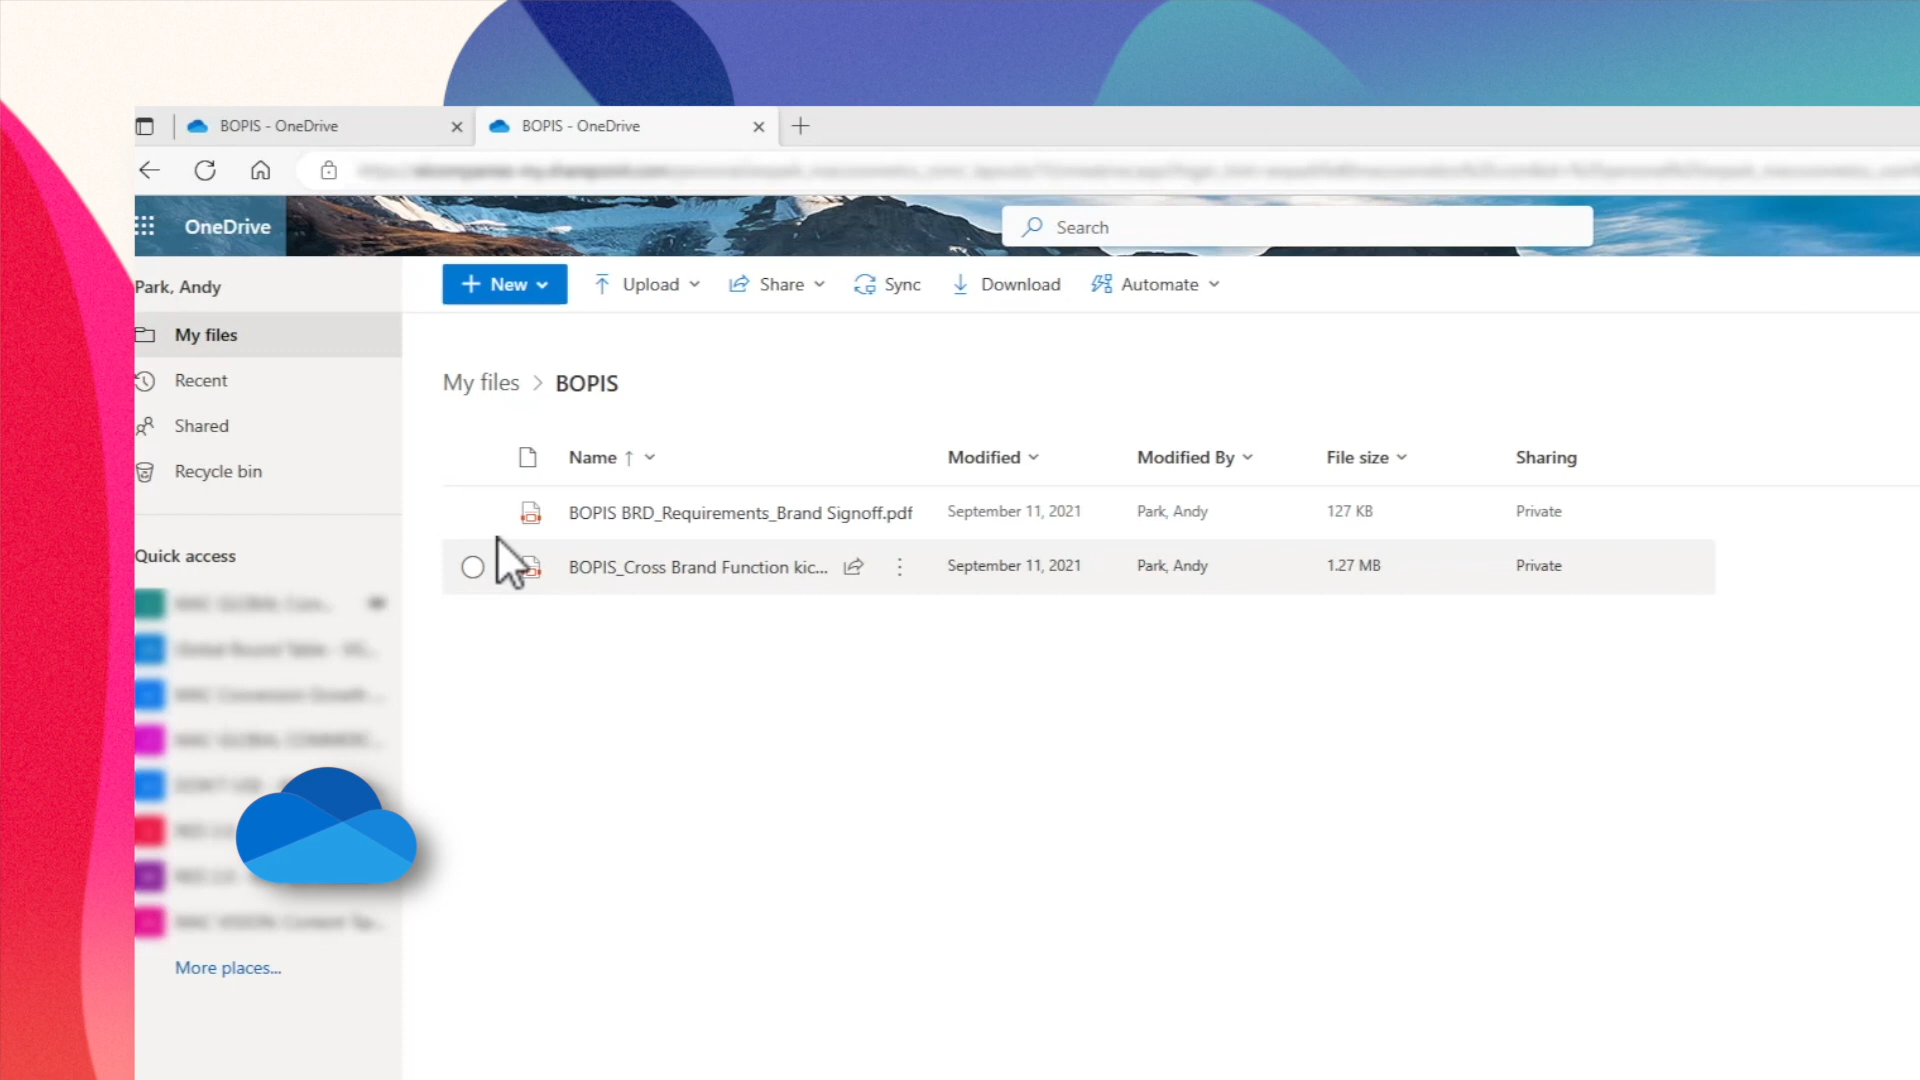 BOPIS - OneDrive
BOPIS - OneDrive
OneDrive
Search
Park, Andy
New
Upload
Share
Sync
Download
Automate
My files
Recent
Shared
Recycle bin
Quick access
More places...
My files > BOPIS
Name ↑
Modified
Modified By
File size
Sharing
BOPIS BRD_Requirements_Brand Signoff.pdf
September 11, 2021
Park, Andy
127 KB
Private
BOPIS_Cross Brand Function kic...
September 11, 2021
Park, Andy
1.27 MB
Private